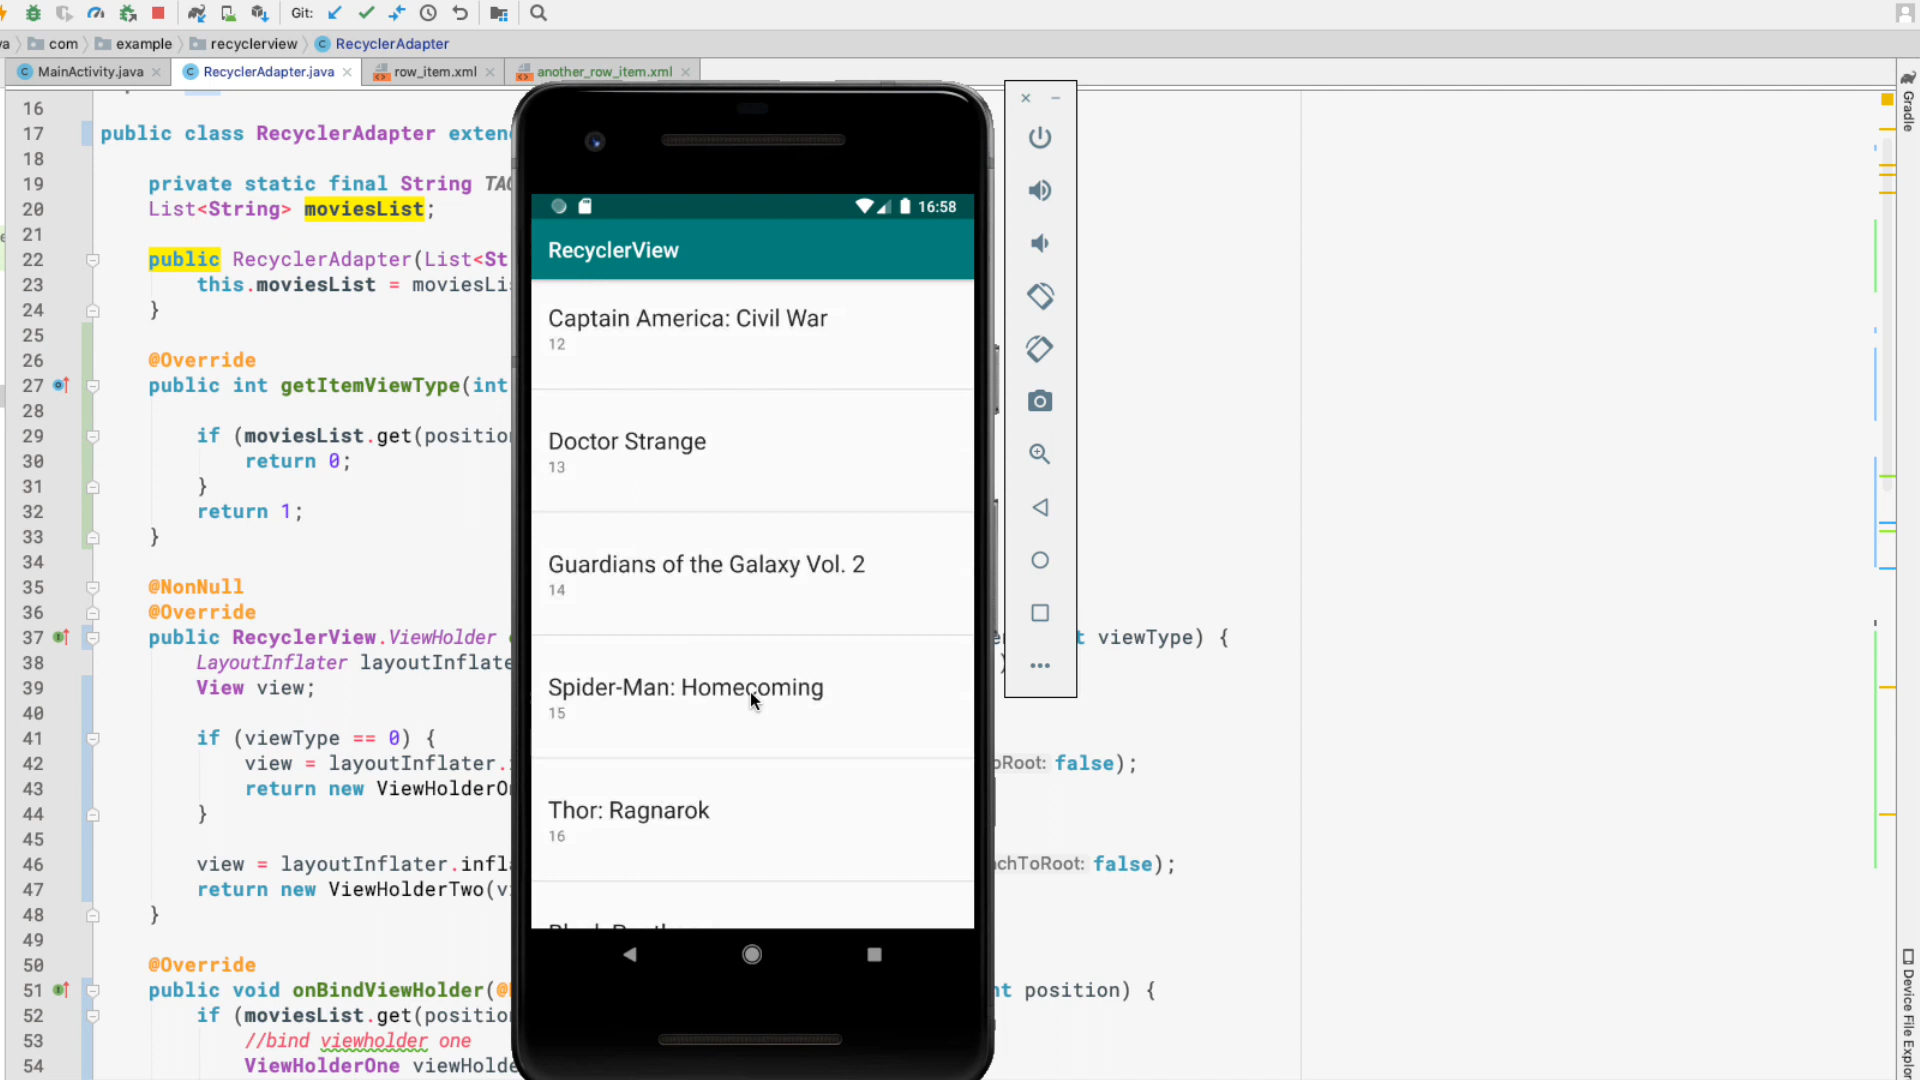 Git:
com example recyclerview RecyclerAdapter
MainActivity.java RecyclerAdapter.java row_item.xml another_row_item.xml
16
17 public class RecyclerAdapter exten
18
19 private static final String TAG
20 List<String> moviesList;
21
22 public RecyclerAdapter(List<St
23 this.moviesList = moviesLi
24 }
25
26 @Override
27 public int getItemViewType(int
28
29 if (moviesList.get(position
30 return 0;
31 }
32 return 1;
33 }
34
35 @NonNull
36 @Override
37 public RecyclerView.ViewHolder
t viewType) {
38 LayoutInflater layoutInflate
39 View view;
40
41 if (viewType == 0) {
42 view = layoutInflater.
oRoot: false);
43 return new ViewHolderO
44 }
45
46 view = layoutInflater.infl
achToRoot: false);
47 return new ViewHolderTwo(v
48 }
49
50 @Override
51 public void onBindViewHolder(@
nt position) {
52 if (moviesList.get(position
53 //bind viewholder one
54 ViewHolderOne viewHolde
16:58
RecyclerView
Captain America: Civil War
12
Doctor Strange
13
Guardians of the Galaxy Vol. 2
14
Spider-Man: Homecoming
15
Thor: Ragnarok
16
Gradle
Device File Explor